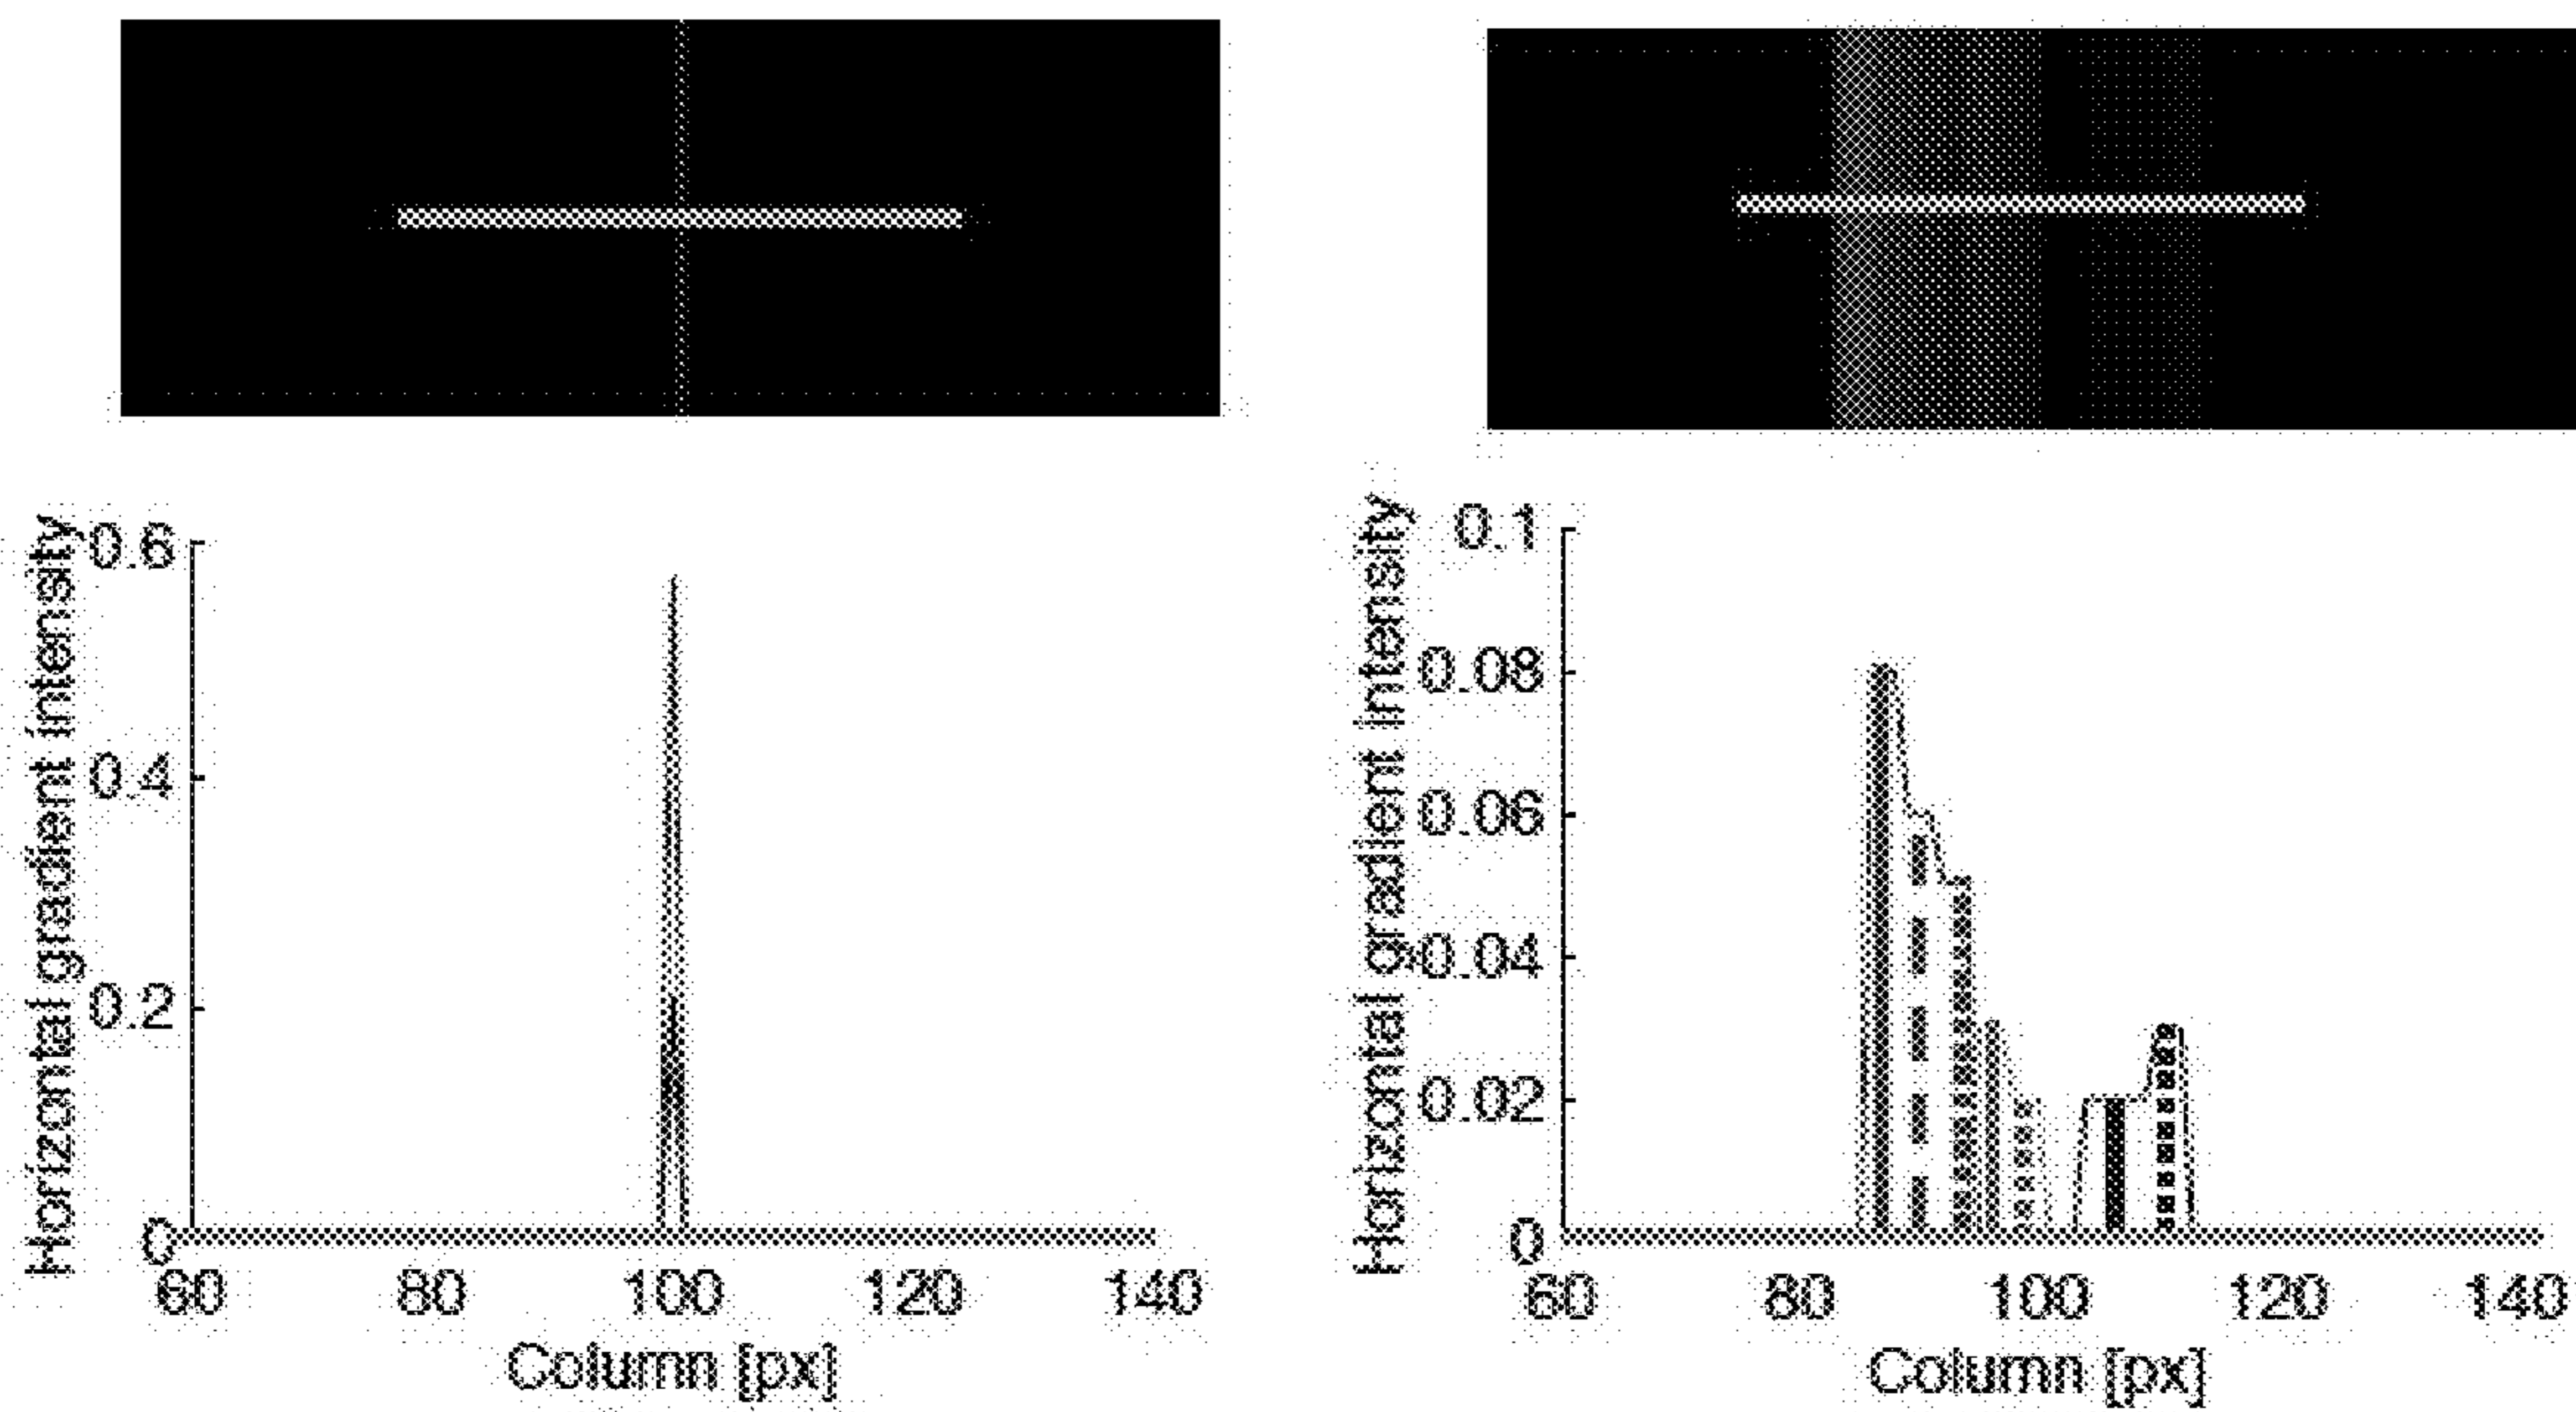 Horizontal gradient intensity
0.6
0.4
0.2
0
60 80 100 120 140
Column [px]
Horizontal gradient intensity
0.1
0.08
0.06
0.04
0.02
0
60 80 100 120 140
Column [px]